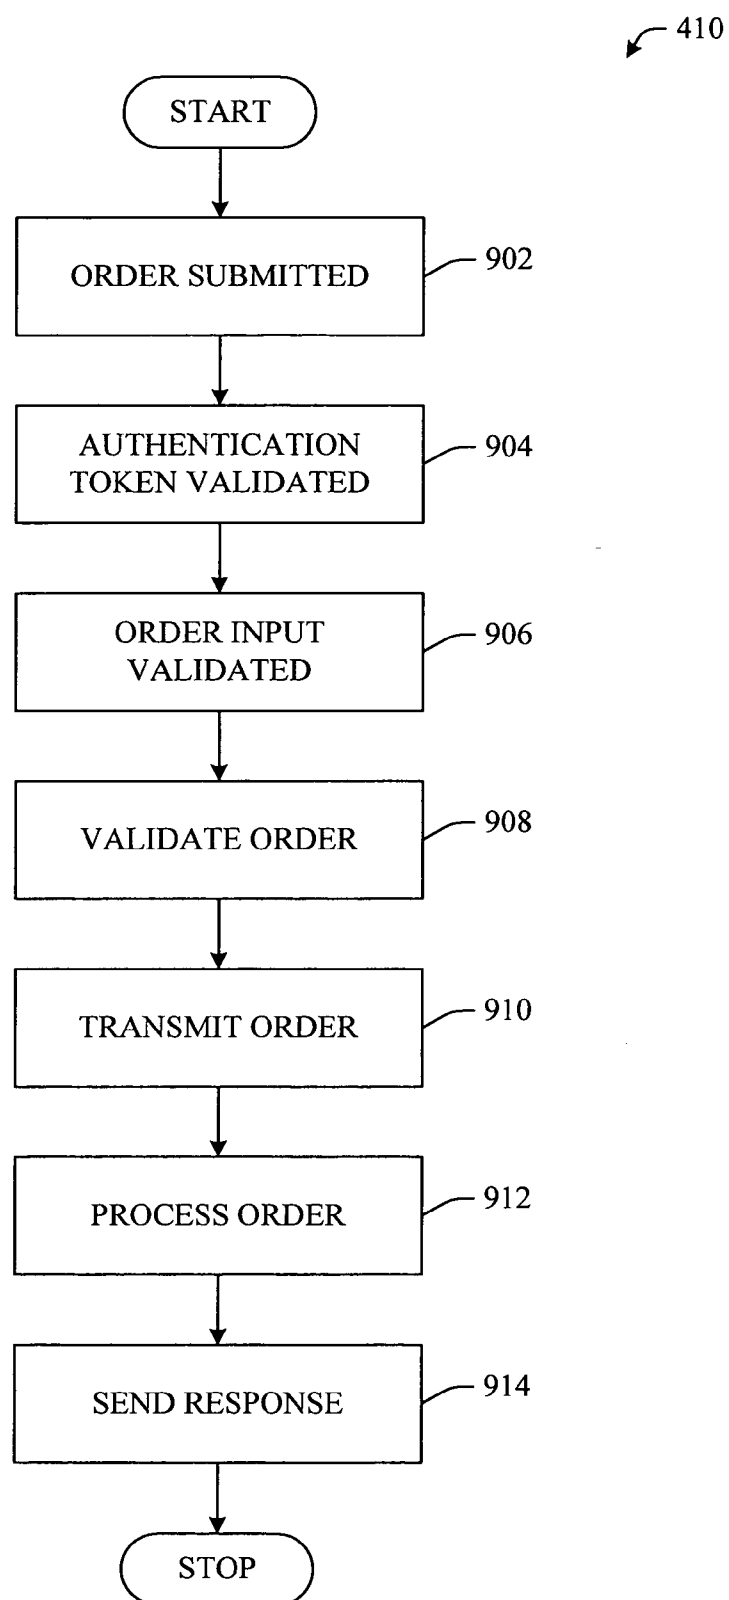 410
START
ORDER SUBMITTED
902
AUTHENTICATION
TOKEN VALIDATED
904
ORDER INPUT
VALIDATED
906
VALIDATE ORDER
908
TRANSMIT ORDER
910
PROCESS ORDER
912
SEND RESPONSE
914
STOP